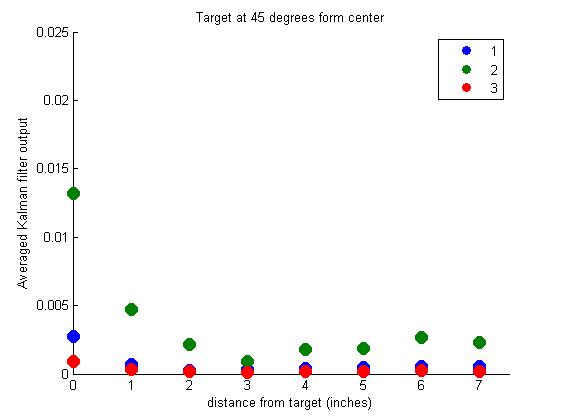 Target at 45 degrees form center
0.025
0.02
0.015
0.01
0.005
0
Averaged Kalman filter output
1
2
3
0 1 2 3 4 5 6 7
distance from target (inches)